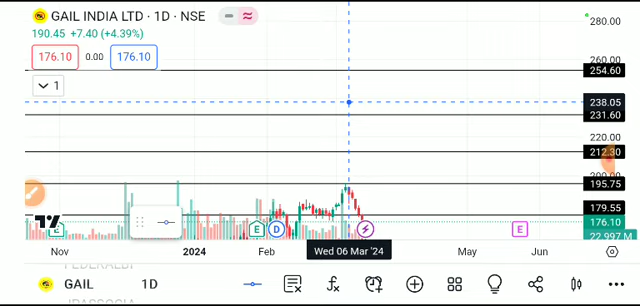 GAIL INDIA LTD · 1D · NSE
190.45 +7.40 (+4.39%)
176.10 0.00 176.10
1
280.00
260.00
254.60
238.05
231.60
220.00
212.30
195.75
179.55
176.10
22.997 M
E E D E
Nov 2024 Feb Wed 06 Mar '24 May Jun
GAIL 1D